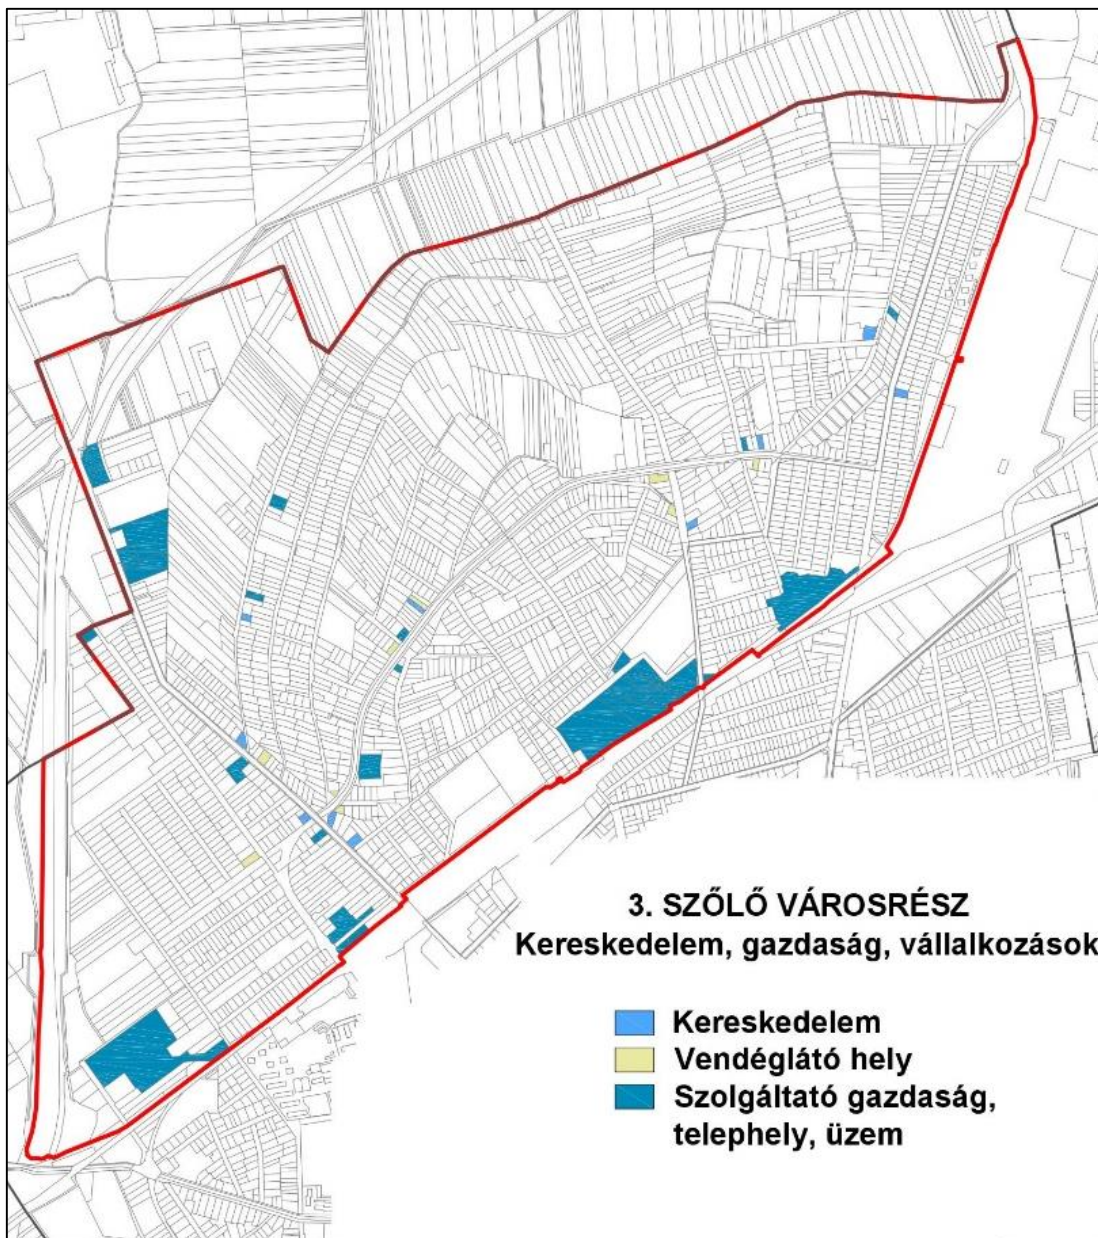 3. SZŐLŐ VÁROSRÉSZ
Kereskedelem, gazdaság, vállalkozások
Kereskedelem
Vendéglátó hely
Szolgáltató gazdaság,
telephely, üzem